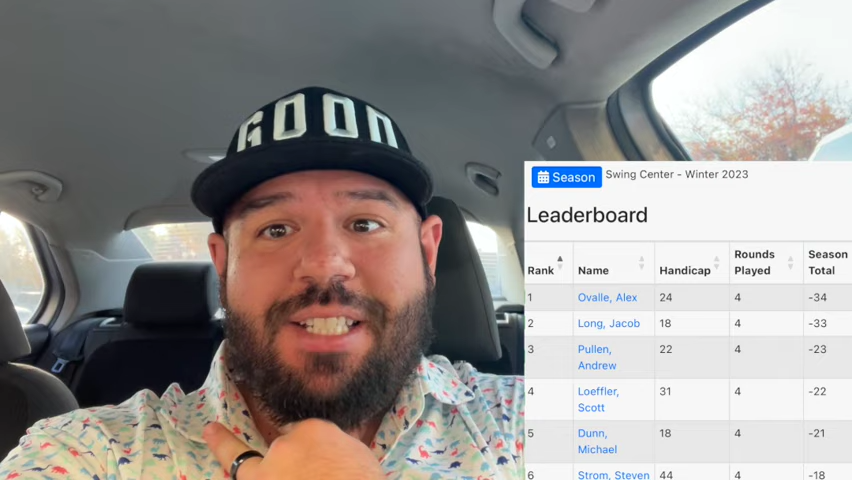 GOOD
Season Swing Center - Winter 2023
Leaderboard
Rank Name Handicap Rounds Played Season Total
1 Ovalle, Alex 24 4 -34
2 Long, Jacob 18 4 -33
3 Pullen, Andrew 22 4 -23
4 Loeffler, Scott 31 4 -22
5 Dunn, Michael 18 4 -21
6 Strom, Steven 44 4 -18